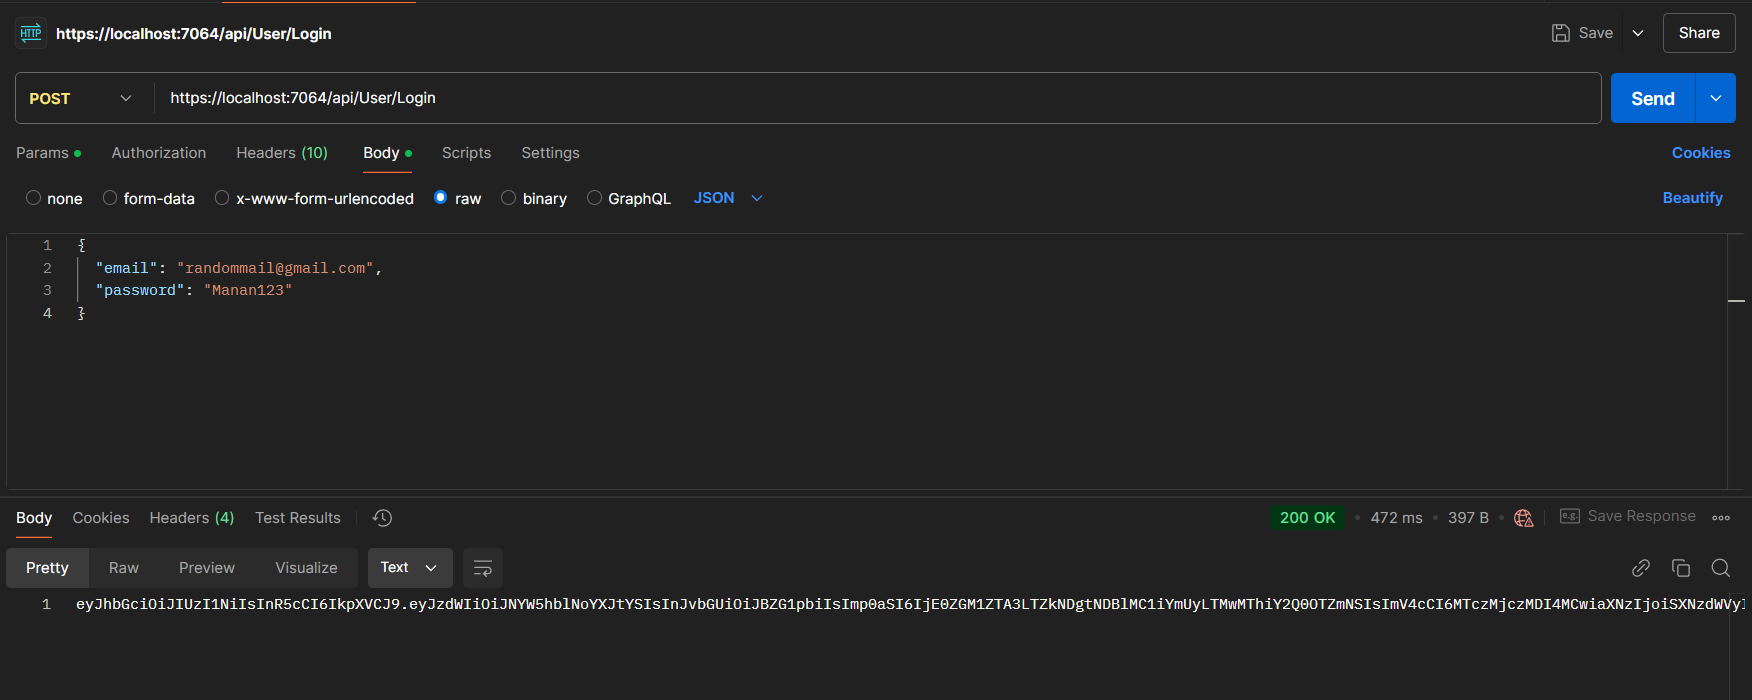 HTTP https://localhost:7064/api/User/Login Save Share
POST https://localhost:7064/api/User/Login Send
Params Authorization Headers (10) Body Scripts Settings Cookies
none form-data x-www-form-urlencoded raw binary GraphQL JSON Beautify
1 {
2 "email": "randommail@gmail.com",
3 "password": "Manan123"
4 }
Body Cookies Headers (4) Test Results 200 OK • 472 ms • 397 B • e.g. Save Response
Pretty Raw Preview Visualize Text
1 eyJhbGciOiJIUzI1NiIsInR5cCI6IkpXVCJ9.eyJzdWIiOiJNYW5hblNoYXJtYSIsInJvbGUiOiJBZG1pbiIsImp0aSI6IjE0ZGM1ZTA3LTZkNDgtNDBlMC1iYmUyLTMwMThiY2Q0OTZmNSIsImV4cCI6MTczMjczMDI4MCwiaXNzIjoiSXNzdWVyI